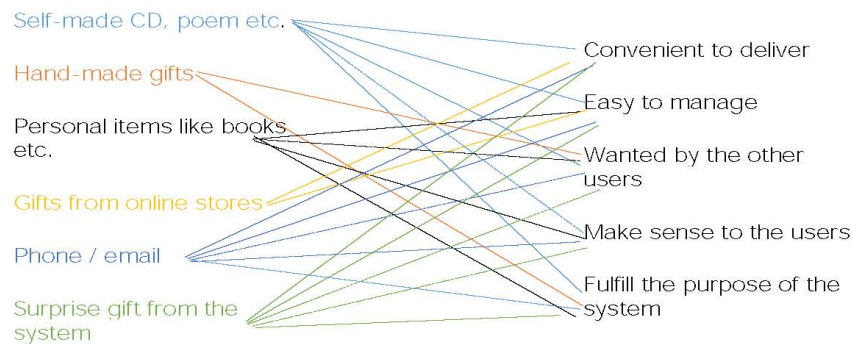 Self-made CD, poem etc.
Hand-made gifts
Personal items like books
etc.
Gifts from online stores
Phone / email
Surprise gift from the
system
Convenient to deliver
Easy to manage
Wanted by the other
users
Make sense to the users
Fulfill the purpose of the
system